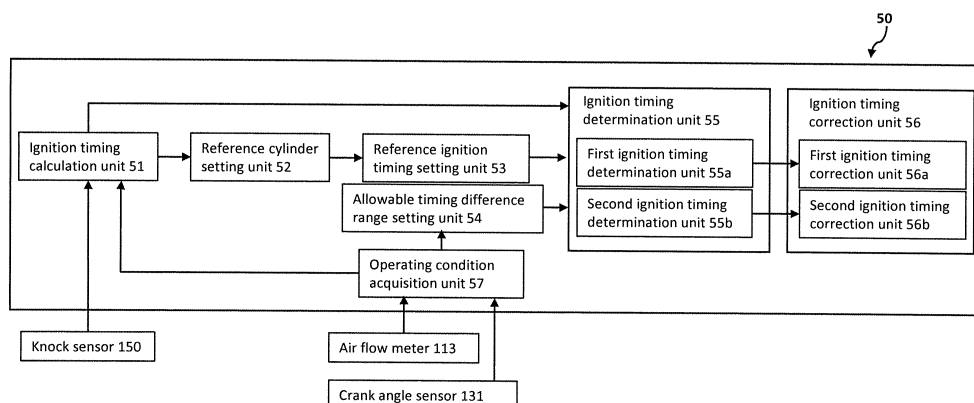 50
Ignition timing
determination unit 55
Ignition timing
correction unit 56
Ignition timing
calculation unit 51
Reference cylinder
setting unit 52
Reference ignition
timing setting unit 53
First ignition timing
determination unit 55a
First ignition timing
correction unit 56a
Allowable timing difference
range setting unit 54
Second ignition timing
determination unit 55b
Second ignition timing
correction unit 56b
Operating condition
acquisition unit 57
Knock sensor 150
Air flow meter 113
Crank angle sensor 131